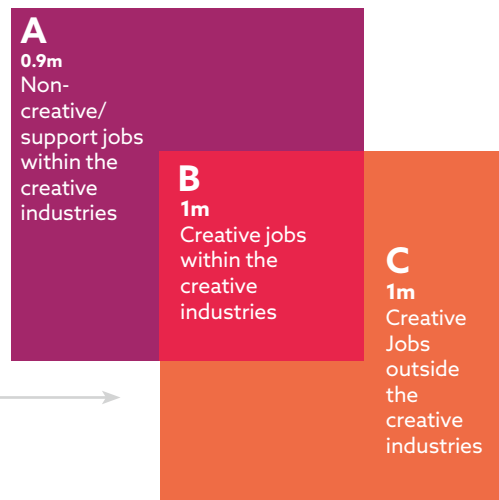 A
0.9m
Non-
creative/
support jobs
within the
creative
industries
B
1m
Creative jobs
within the
creative
industries
C
1m
Creative
Jobs
outside
the
creative
industries